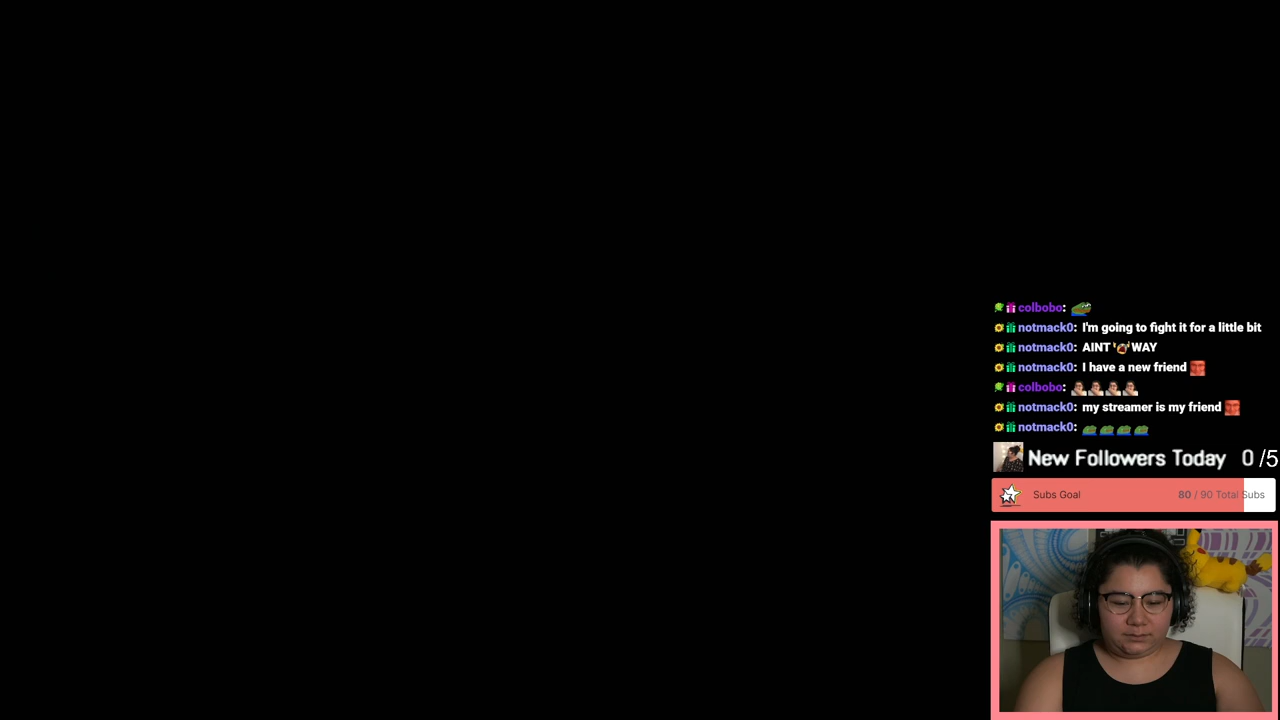 colbobo:
notmack0: I'm going to fight it for a little bit
notmack0: AINT WAY
notmack0: I have a new friend
colbobo:
notmack0: my streamer is my friend
notmack0:
New Followers Today 0 /5
Subs Goal 80 / 90 Total Subs